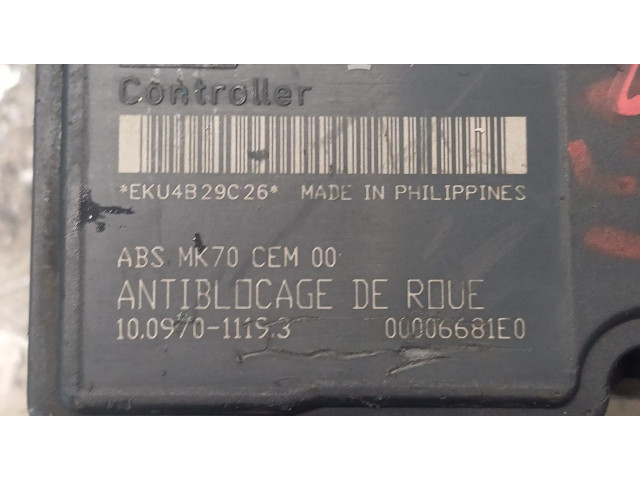 Controller
*EKU4B29C26* MADE IN PHILIPPINES
ABS MK70 CEM 00
ANTIBLOCAGE DE ROUE
10.0970-1119.3 00006681E0